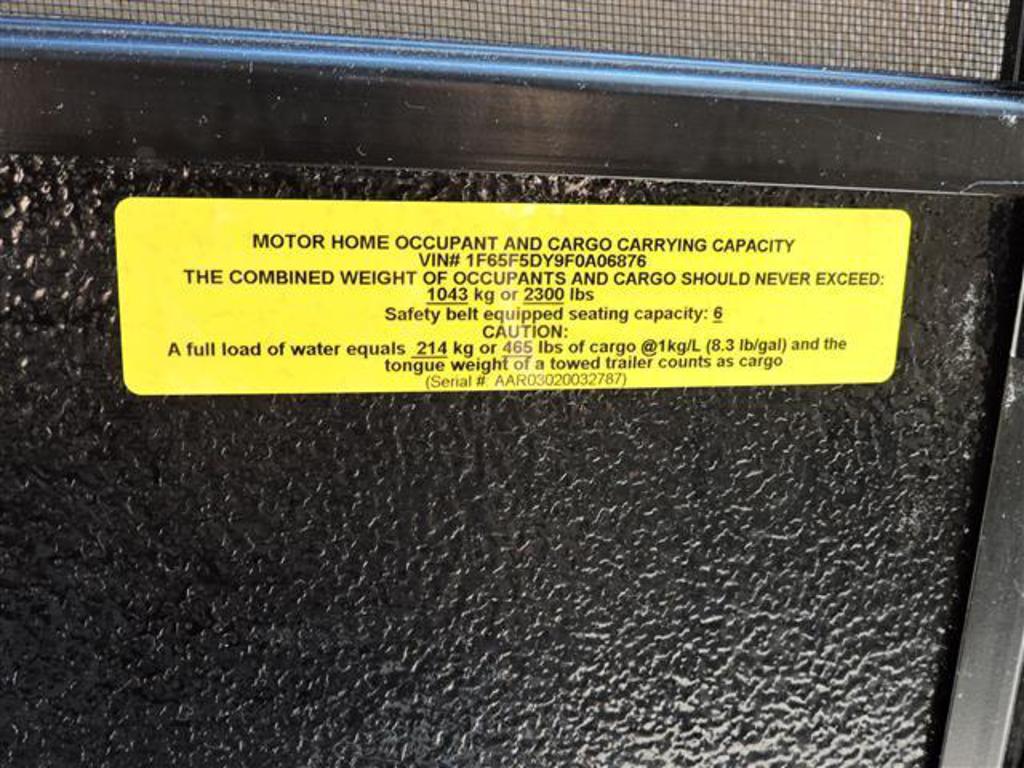 MOTOR HOME OCCUPANT AND CARGO CARRYING CAPACITY
VIN# 1F65F5DY9F0A06876
THE COMBINED WEIGHT OF OCCUPANTS AND CARGO SHOULD NEVER EXCEED:
1043 kg or 2300 lbs
Safety belt equipped seating capacity: 6
CAUTION:
A full load of water equals 214 kg or 465 lbs of cargo @1kg/L (8.3 lb/gal) and the
tongue weight of a towed trailer counts as cargo
(Serial #: AAR03020032787)